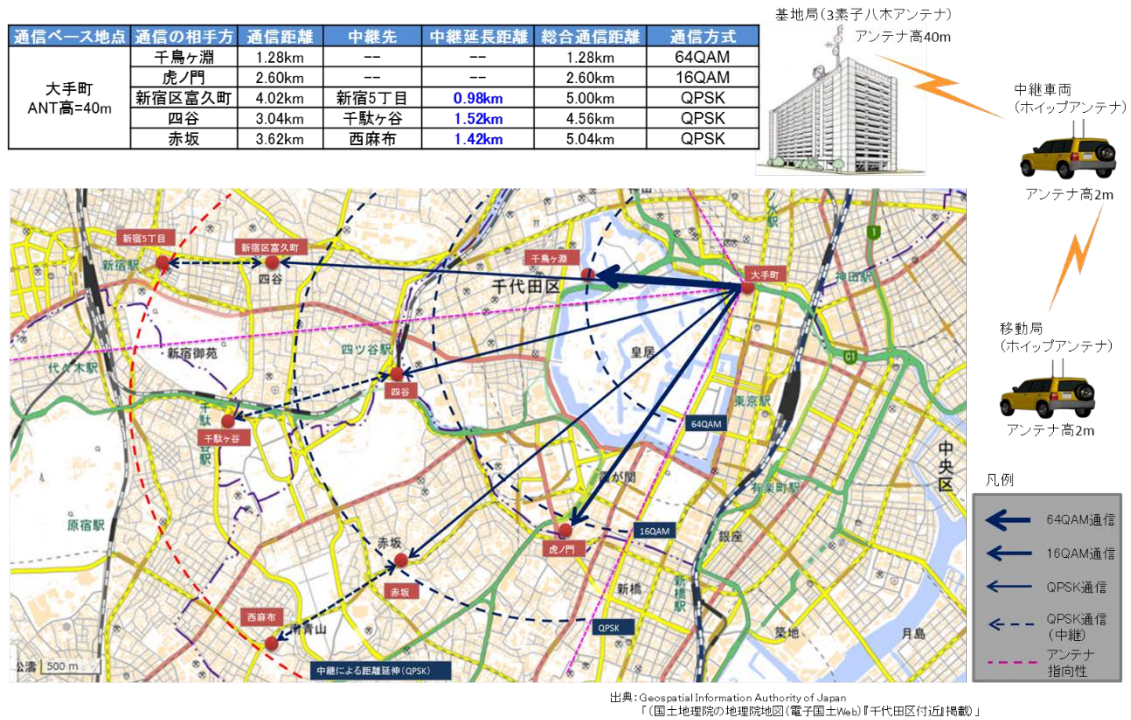 通信ベース地点 通信の相手方 通信距離 中継先 中継延長距離 総合通信距離 通信方式
大手町
ANT高=40m
千鳥ヶ淵 1.28km -- -- 1.28km 64QAM
虎ノ門 2.60km -- -- 2.60km 16QAM
新宿区富久町 4.02km 新宿5丁目 0.98km 5.00km QPSK
四谷 3.04km 千駄ヶ谷 1.52km 4.56km QPSK
赤坂 3.62km 西麻布 1.42km 5.04km QPSK
基地局(3素子八木アンテナ)
アンテナ高40m
中継車両
(ホイップアンテナ)
アンテナ高2m
移動局
(ホイップアンテナ)
アンテナ高2m
新宿5丁目
新宿区富久町
新宿駅
四谷
千鳥ヶ淵
千代田区
大手町
神田駅
1
C1
新宿御苑
代々木駅
四ツ谷駅
四谷
皇居
東京駅
千駄ヶ谷
64QAM
中央区
有楽町駅
霞が関
原宿駅
16QAM
虎ノ門
銀座
赤坂
赤坂
新橋
新橋駅
西麻布
南青山
QPSK
築地
月島
松濤
500 m
中継による距離延伸(QPSK)
凡例
64QAM通信
16QAM通信
QPSK通信
QPSK通信
(中継)
アンテナ
指向性
出典:Geospatial Information Authority of Japan
「(国土地理院の地理院地図(電子国土Web)『千代田区付近』掲載)」